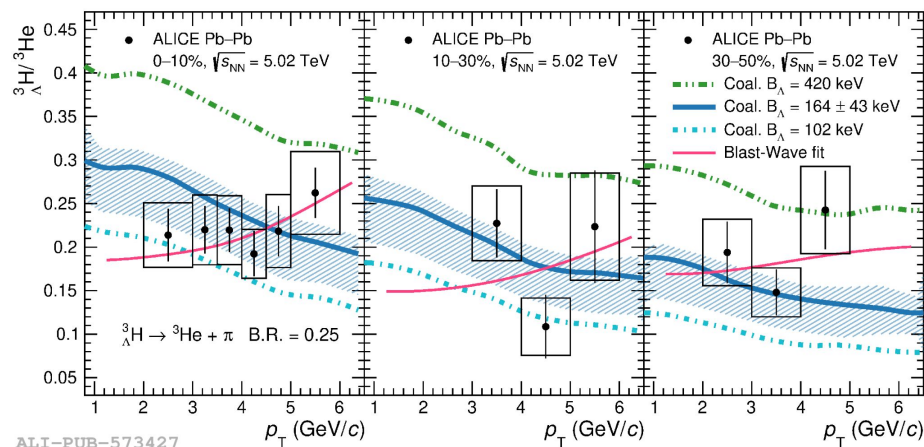 ³ΛH/³He
0.45
0.4
0.35
0.3
0.25
0.2
0.15
0.1
0.05
ALICE Pb–Pb
0–10%, √sNN = 5.02 TeV
³ΛH → ³He + π B.R. = 0.25
1 2 3 4 5 6
pT (GeV/c)
ALICE Pb–Pb
10–30%, √sNN = 5.02 TeV
1 2 3 4 5 6
pT (GeV/c)
ALICE Pb–Pb
30–50%, √sNN = 5.02 TeV
Coal. BΛ = 420 keV
Coal. BΛ = 164 ± 43 keV
Coal. BΛ = 102 keV
Blast-Wave fit
1 2 3 4 5 6
pT (GeV/c)
ALI-PUB-573427